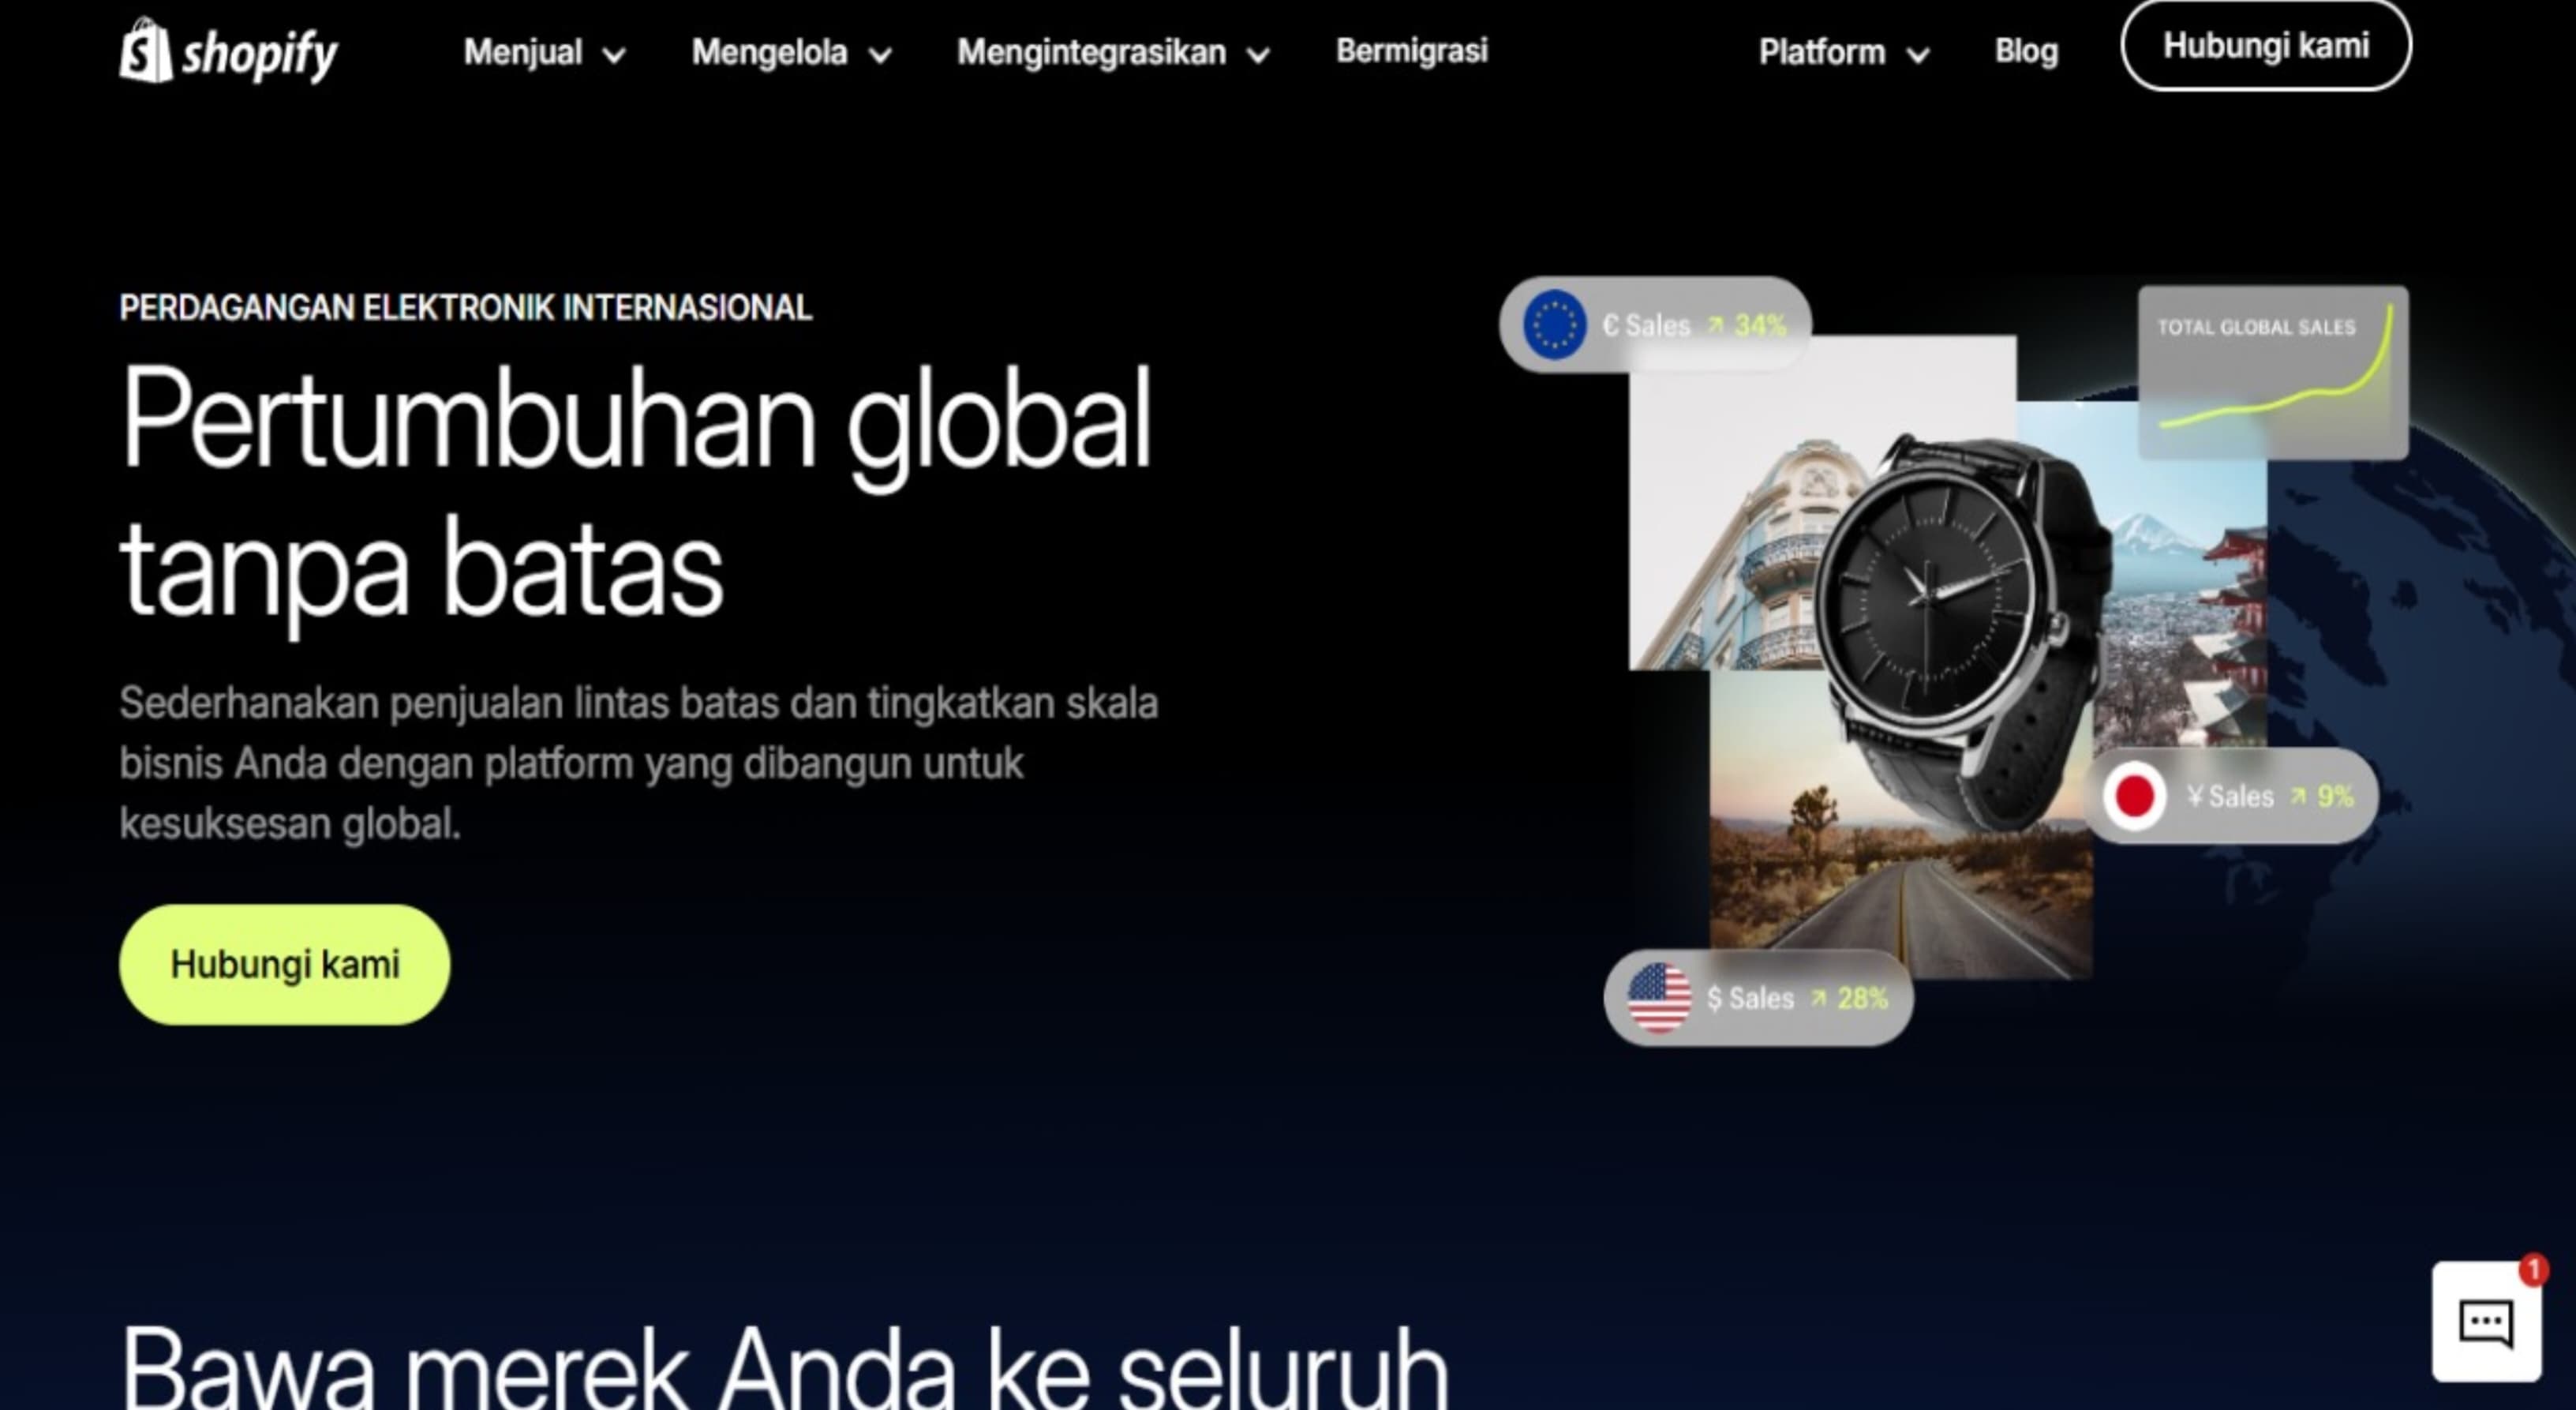 shopify
Menjual
Mengelola
Mengintegrasikan
Bermigrasi
Platform
Blog
Hubungi kami
PERDAGANGAN ELEKTRONIK INTERNASIONAL
Pertumbuhan global
tanpa batas
Sederhanakan penjualan lintas batas dan tingkatkan skala
bisnis Anda dengan platform yang dibangun untuk
kesuksesan global.
Hubungi kami
€ Sales ↗ 34%
TOTAL GLOBAL SALES
¥ Sales ↗ 9%
$ Sales ↗ 28%
1
Bawa merek Anda ke seluruh